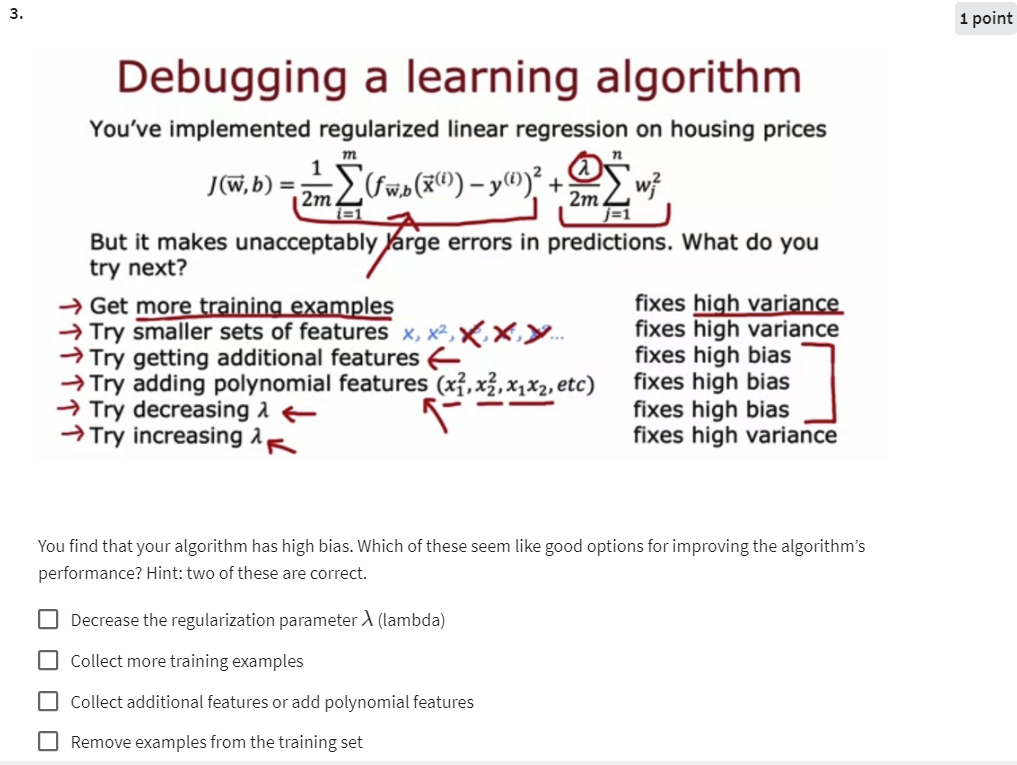 3.
1 point
Debugging a learning algorithm
You've implemented regularized linear regression on housing prices
J(w⃗, b) = 1/2m ∑_{i=1}^{m} (f_{w⃗,b}(x⃗^(i)) − y^(i))² + λ/2m ∑_{j=1}^{n} w_j²
But it makes unacceptably large errors in predictions. What do you
try next?
→ Get more training examples fixes high variance
→ Try smaller sets of features x, x², fixes high variance
→ Try getting additional features ← fixes high bias
→ Try adding polynomial features (x₁², x₂², x₁x₂, etc) fixes high bias
→ Try decreasing λ ← fixes high bias
→ Try increasing λ fixes high variance
You find that your algorithm has high bias. Which of these seem like good options for improving the algorithm's
performance? Hint: two of these are correct.
Decrease the regularization parameter λ (lambda)
Collect more training examples
Collect additional features or add polynomial features
Remove examples from the training set